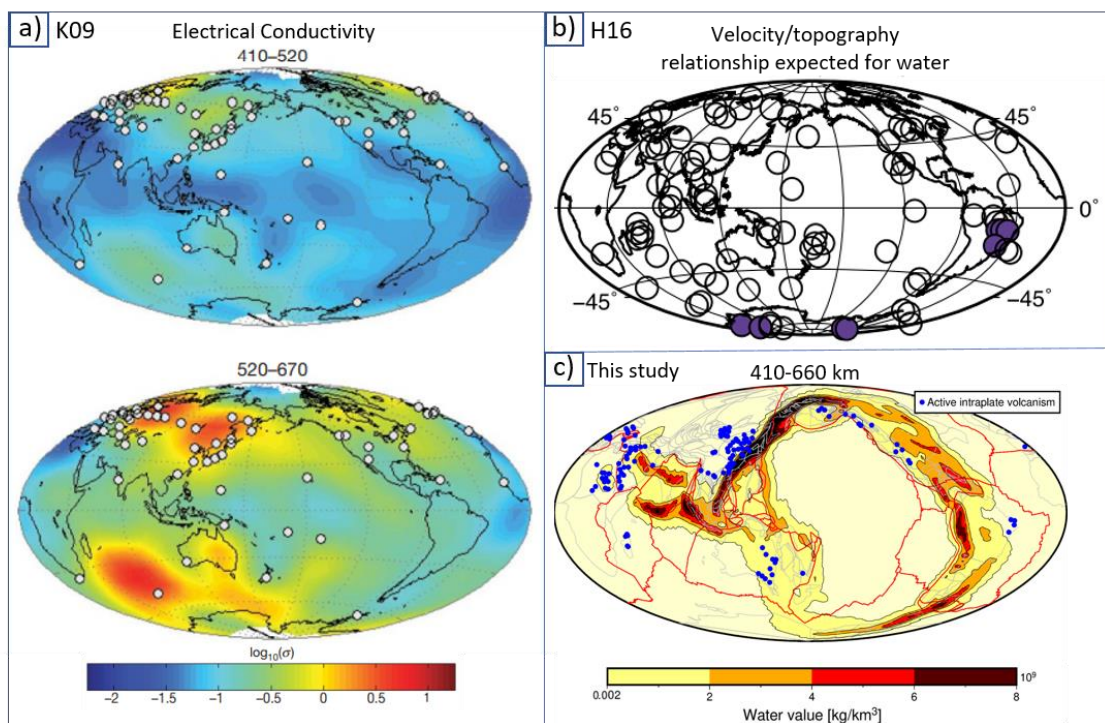 a) K09 Electrical Conductivity
410–520
520–670
log₁₀(σ)
−2 −1.5 −1 −0.5 0 0.5 1
b) H16 Velocity/topography
relationship expected for water
45° 45°
0°
−45° −45°
c) This study 410-660 km
Active intraplate volcanism
0.002 2 4 6 8 10⁹
Water value [kg/km³]